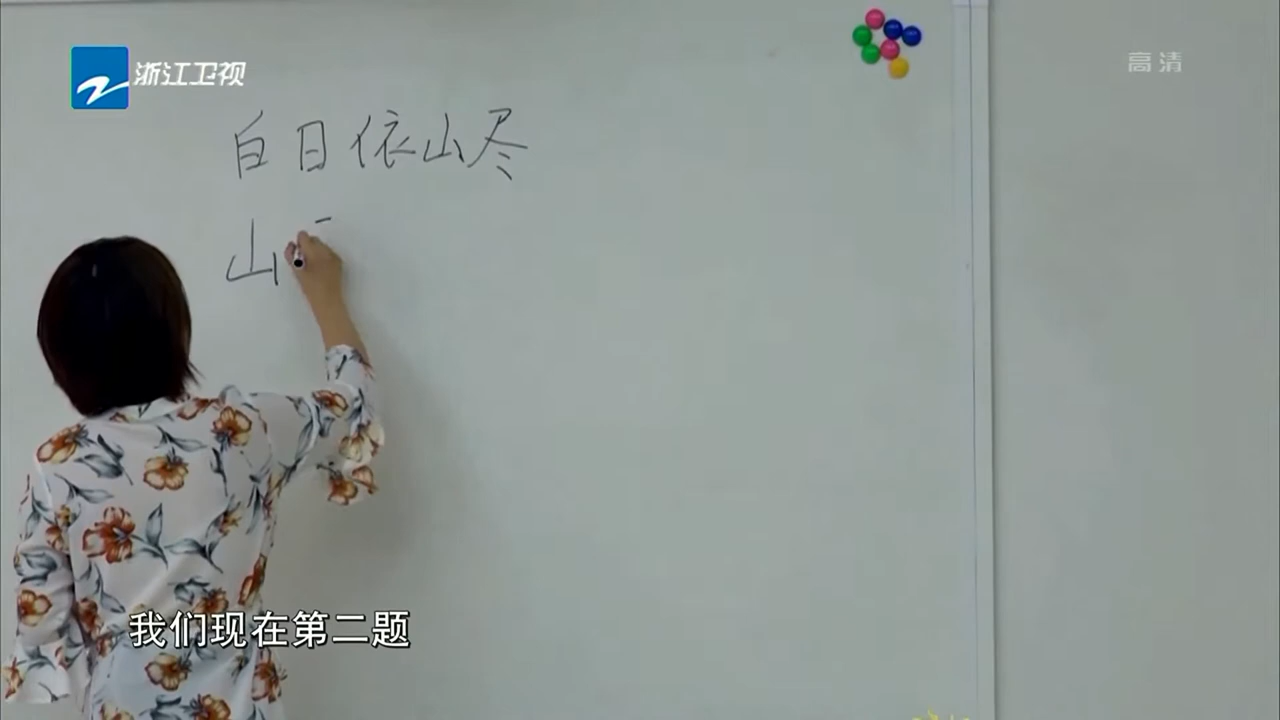 浙江卫视
高清
白日依山尽
山
我们现在第二题